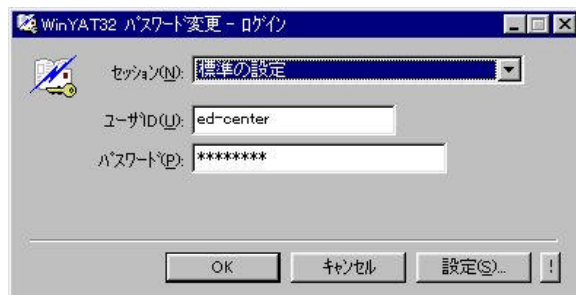 WinYAT32 パスワード変更 - ログイン
セッション(N): 標準の設定
ユーザID(U): ed-center
パスワード(P): ********
OK キャンセル 設定(S)... !